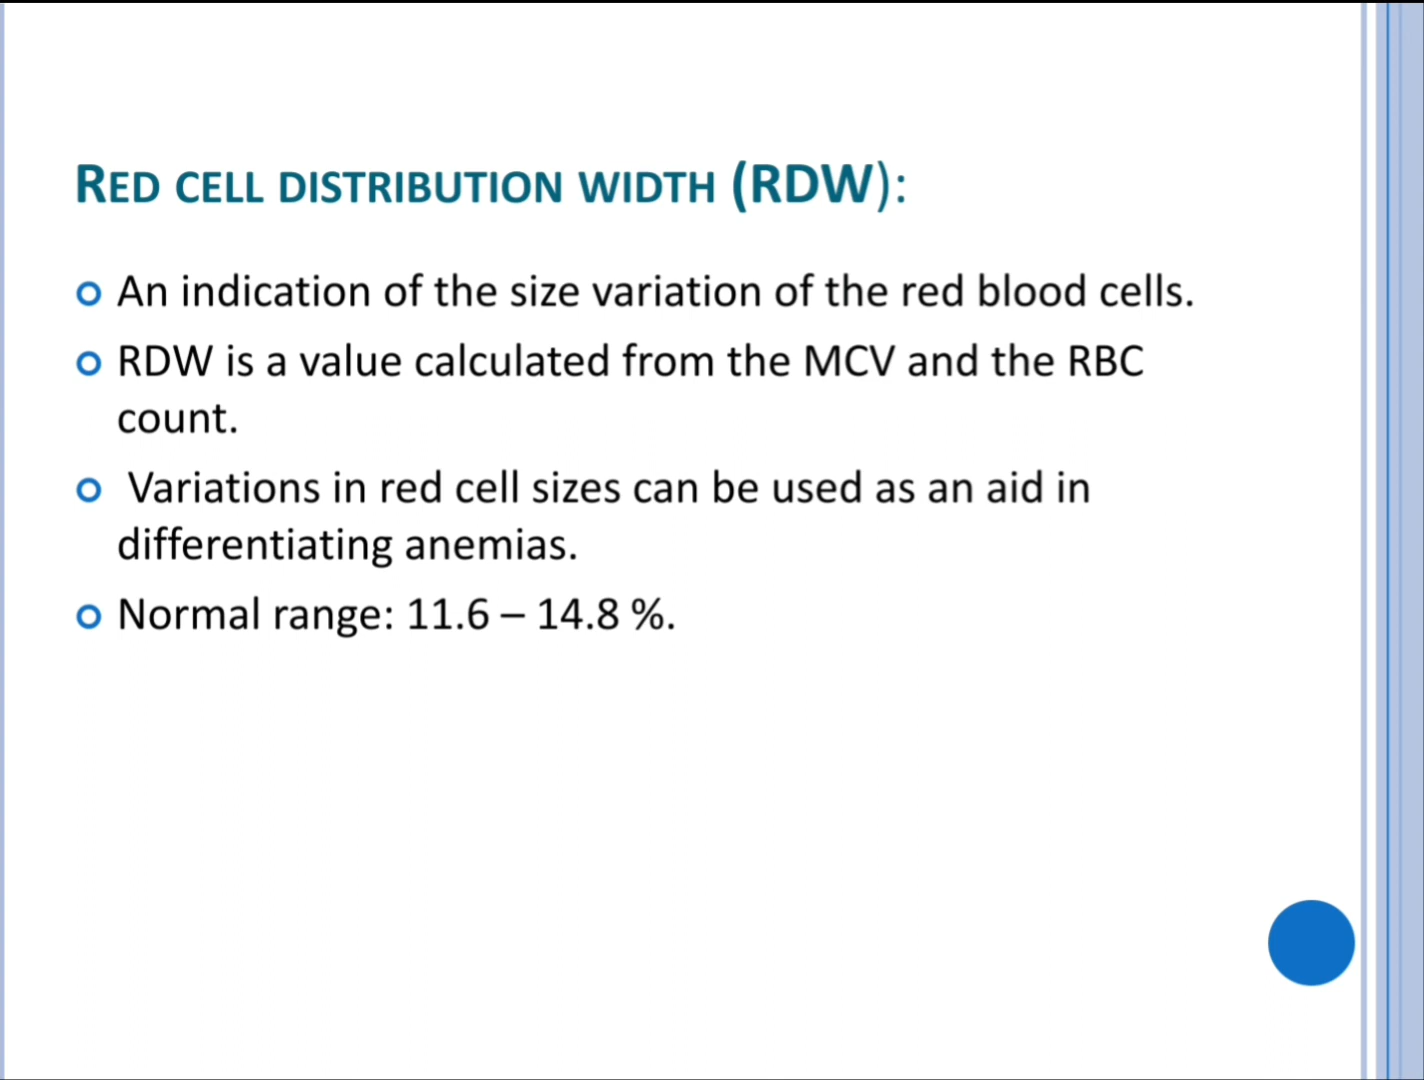 RED CELL DISTRIBUTION WIDTH (RDW):
An indication of the size variation of the red blood cells.
RDW is a value calculated from the MCV and the RBC
count.
Variations in red cell sizes can be used as an aid in
differentiating anemias.
Normal range: 11.6 – 14.8 %.